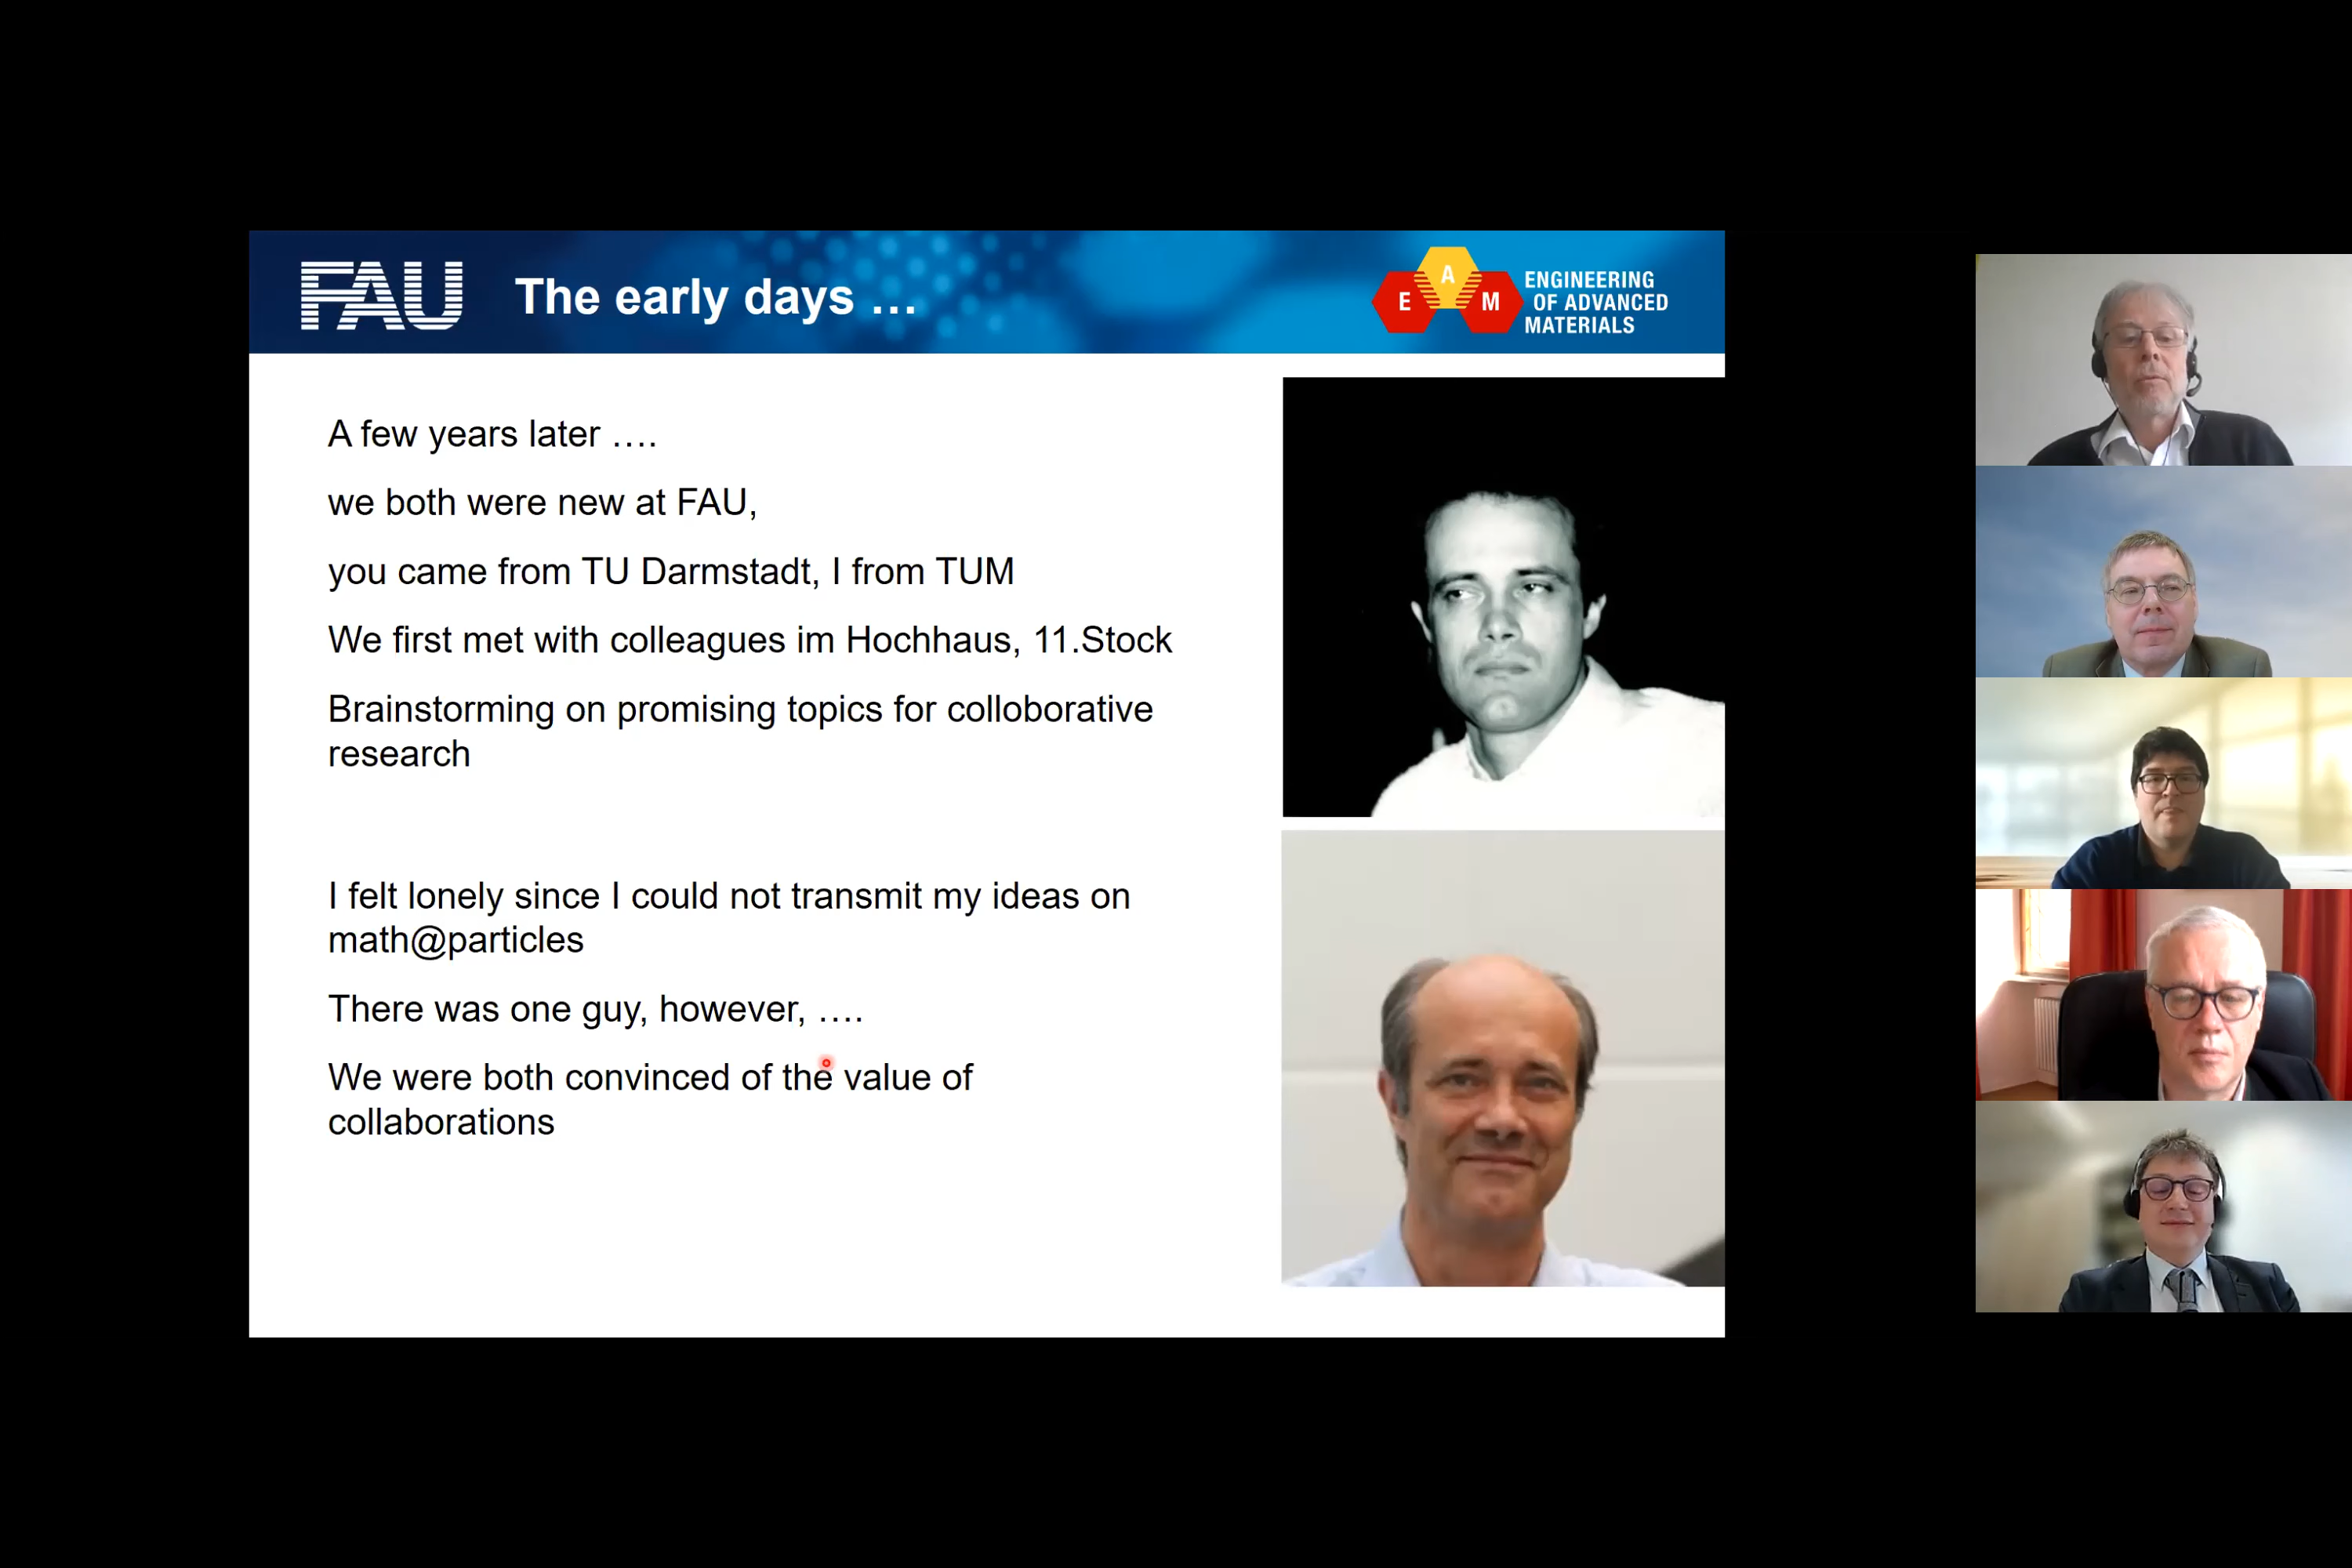 FAU
The early days …
E
A
M
ENGINEERING
OF ADVANCED
MATERIALS
A few years later ….
we both were new at FAU,
you came from TU Darmstadt, I from TUM
We first met with colleagues im Hochhaus, 11.Stock
Brainstorming on promising topics for colloborative
research
I felt lonely since I could not transmit my ideas on
math@particles
There was one guy, however, ….
We were both convinced of the value of
collaborations